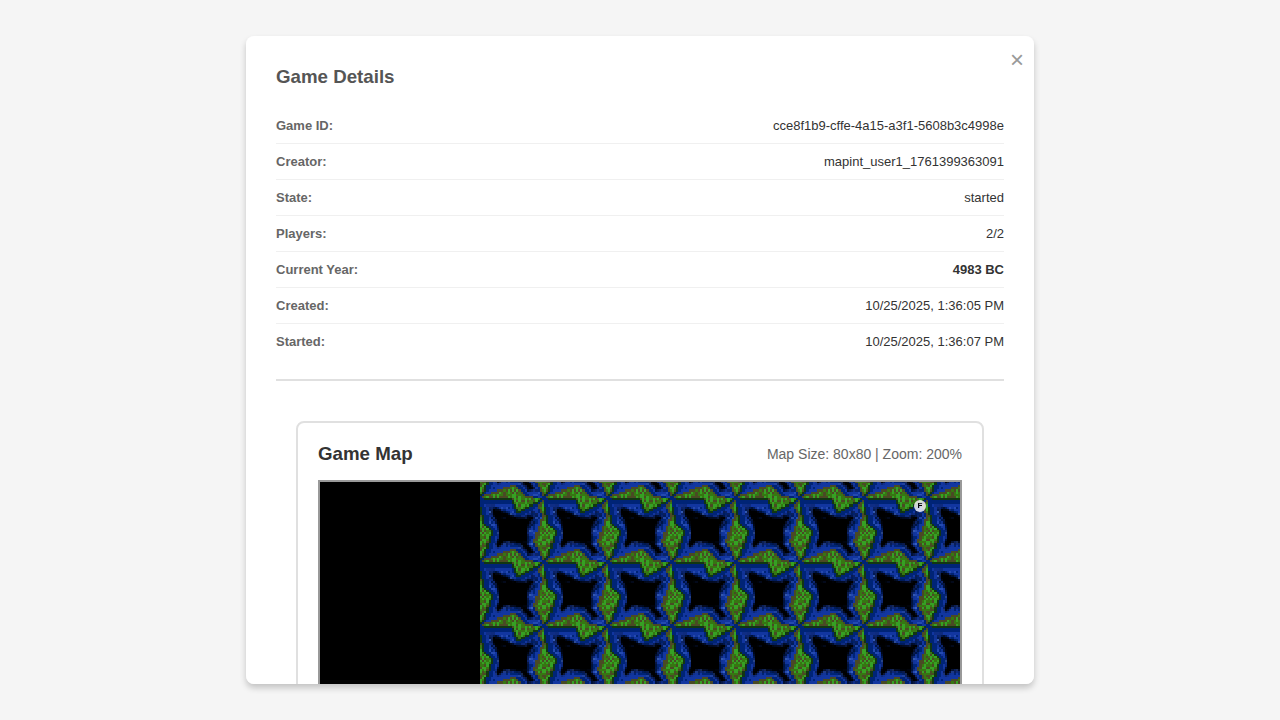 ×
Game Details
Game ID: cce8f1b9-cffe-4a15-a3f1-5608b3c4998e
Creator: mapint_user1_1761399363091
State: started
Players: 2/2
Current Year: 4983 BC
Created: 10/25/2025, 1:36:05 PM
Started: 10/25/2025, 1:36:07 PM
Game Map Map Size: 80x80 | Zoom: 200%
F